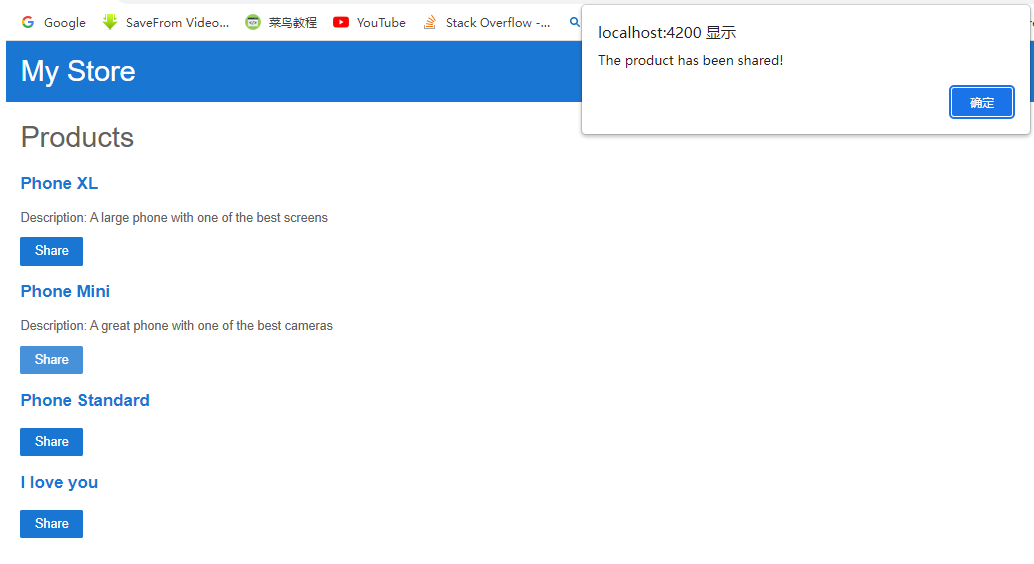 Google SaveFrom Video... 菜鸟教程 YouTube Stack Overflow -...
localhost:4200 显示
The product has been shared!
确定
My Store
Products
Phone XL
Description: A large phone with one of the best screens
Share
Phone Mini
Description: A great phone with one of the best cameras
Share
Phone Standard
Share
I love you
Share